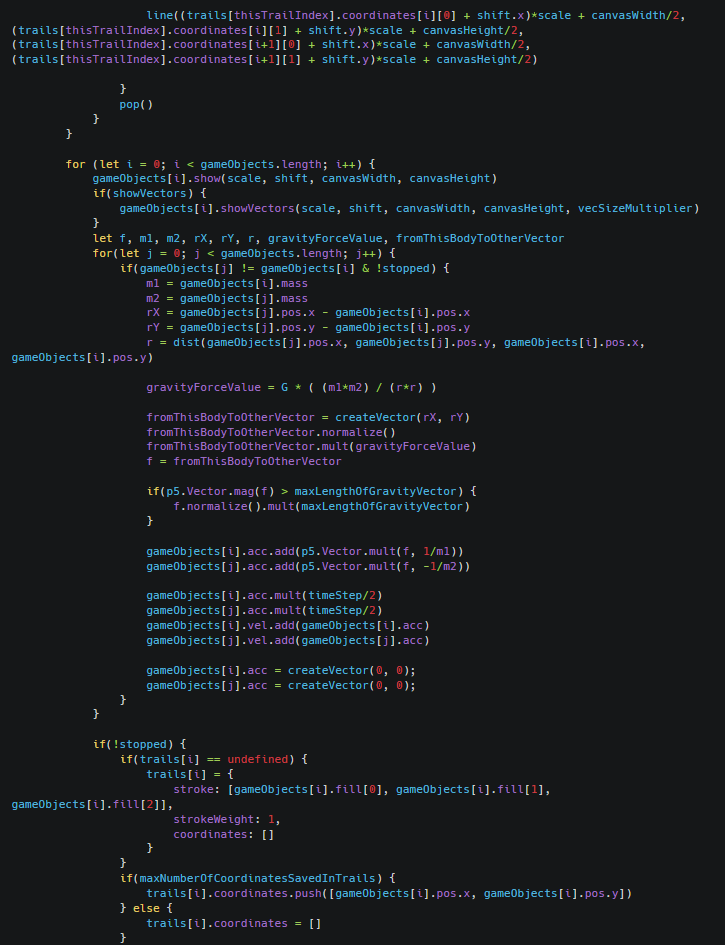 line((trails[thisTrailIndex].coordinates[i][0] + shift.x)*scale + canvasWidth/2,
(trails[thisTrailIndex].coordinates[i][1] + shift.y)*scale + canvasHeight/2,
(trails[thisTrailIndex].coordinates[i+1][0] + shift.x)*scale + canvasWidth/2,
(trails[thisTrailIndex].coordinates[i+1][1] + shift.y)*scale + canvasHeight/2)
}
pop()
}
}
for (let i = 0; i < gameObjects.length; i++) {
gameObjects[i].show(scale, shift, canvasWidth, canvasHeight)
if(showVectors) {
gameObjects[i].showVectors(scale, shift, canvasWidth, canvasHeight, vecSizeMultiplier)
}
let f, m1, m2, rX, rY, r, gravityForceValue, fromThisBodyToOtherVector
for(let j = 0; j < gameObjects.length; j++) {
if(gameObjects[j] != gameObjects[i] & !stopped) {
m1 = gameObjects[i].mass
m2 = gameObjects[j].mass
rX = gameObjects[j].pos.x - gameObjects[i].pos.x
rY = gameObjects[j].pos.y - gameObjects[i].pos.y
r = dist(gameObjects[j].pos.x, gameObjects[j].pos.y, gameObjects[i].pos.x,
gameObjects[i].pos.y)
gravityForceValue = G * ( (m1*m2) / (r*r) )
fromThisBodyToOtherVector = createVector(rX, rY)
fromThisBodyToOtherVector.normalize()
fromThisBodyToOtherVector.mult(gravityForceValue)
f = fromThisBodyToOtherVector
if(p5.Vector.mag(f) > maxLengthOfGravityVector) {
f.normalize().mult(maxLengthOfGravityVector)
}
gameObjects[i].acc.add(p5.Vector.mult(f, 1/m1))
gameObjects[j].acc.add(p5.Vector.mult(f, -1/m2))
gameObjects[i].acc.mult(timeStep/2)
gameObjects[j].acc.mult(timeStep/2)
gameObjects[i].vel.add(gameObjects[i].acc)
gameObjects[j].vel.add(gameObjects[j].acc)
gameObjects[i].acc = createVector(0, 0);
gameObjects[j].acc = createVector(0, 0);
}
}
if(!stopped) {
if(trails[i] == undefined) {
trails[i] = {
stroke: [gameObjects[i].fill[0], gameObjects[i].fill[1],
gameObjects[i].fill[2]],
strokeWeight: 1,
coordinates: []
}
}
if(maxNumberOfCoordinatesSavedInTrails) {
trails[i].coordinates.push([gameObjects[i].pos.x, gameObjects[i].pos.y])
} else {
trails[i].coordinates = []
}